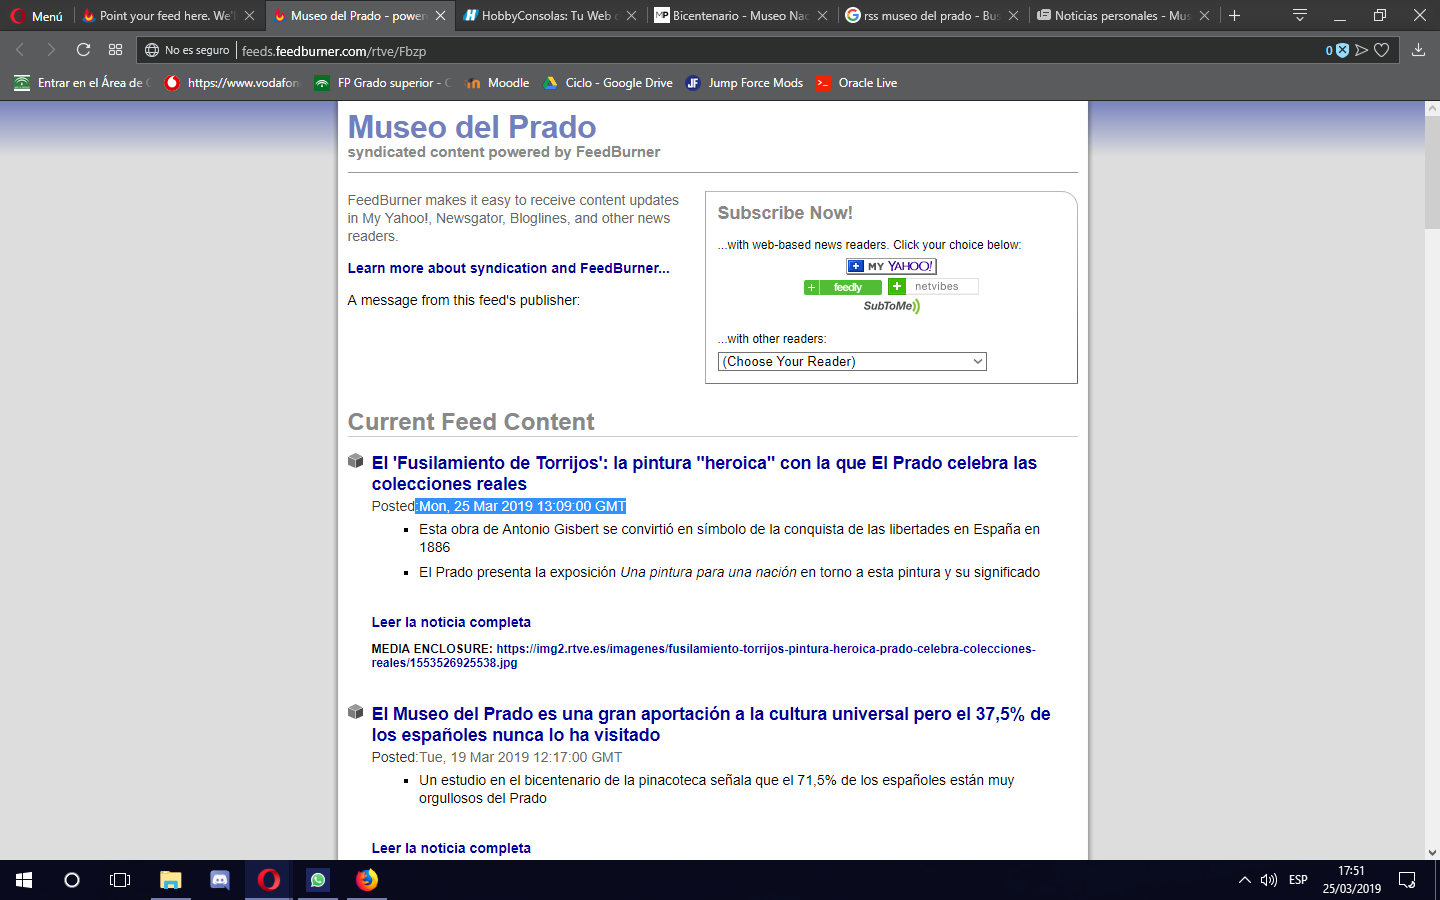 Menú
Point your feed here. We'l
Museo del Prado - power
HobbyConsolas: Tu Web d
MP Bicentenario - Museo Nac
rss museo del prado - Bus
Noticias personales - Mus
No es seguro feeds.feedburner.com/rtve/Fbzp
0
Entrar en el Área de C
https://www.vodafon
FP Grado superior - C
Moodle
Ciclo - Google Drive
JF Jump Force Mods
Oracle Live
Museo del Prado
syndicated content powered by FeedBurner
FeedBurner makes it easy to receive content updates
in My Yahoo!, Newsgator, Bloglines, and other news
readers.
Learn more about syndication and FeedBurner...
A message from this feed's publisher:
Subscribe Now!
...with web-based news readers. Click your choice below:
MY YAHOO!
feedly
netvibes
SubToMe
...with other readers:
(Choose Your Reader)
Current Feed Content
El 'Fusilamiento de Torrijos': la pintura "heroica" con la que El Prado celebra las
colecciones reales
Posted:Mon, 25 Mar 2019 13:09:00 GMT
Esta obra de Antonio Gisbert se convirtió en símbolo de la conquista de las libertades en España en
1886
El Prado presenta la exposición Una pintura para una nación en torno a esta pintura y su significado
Leer la noticia completa
MEDIA ENCLOSURE: https://img2.rtve.es/imagenes/fusilamiento-torrijos-pintura-heroica-prado-celebra-colecciones-
reales/1553526925538.jpg
El Museo del Prado es una gran aportación a la cultura universal pero el 37,5% de
los españoles nunca lo ha visitado
Posted:Tue, 19 Mar 2019 12:17:00 GMT
Un estudio en el bicentenario de la pinacoteca señala que el 71,5% de los españoles están muy
orgullosos del Prado
Leer la noticia completa
ESP
17:51
25/03/2019